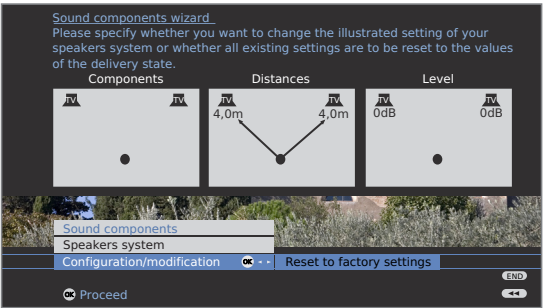 Sound components wizard
Please specify whether you want to change the illustrated setting of your
speakers system or whether all existing settings are to be reset to the values
of the delivery state.
Components Distances Level
TV TV TV TV TV TV
4,0m 4,0m 0dB 0dB
Sound components
Speakers system
Configuration/modification OK Reset to factory settings
END
OK Proceed